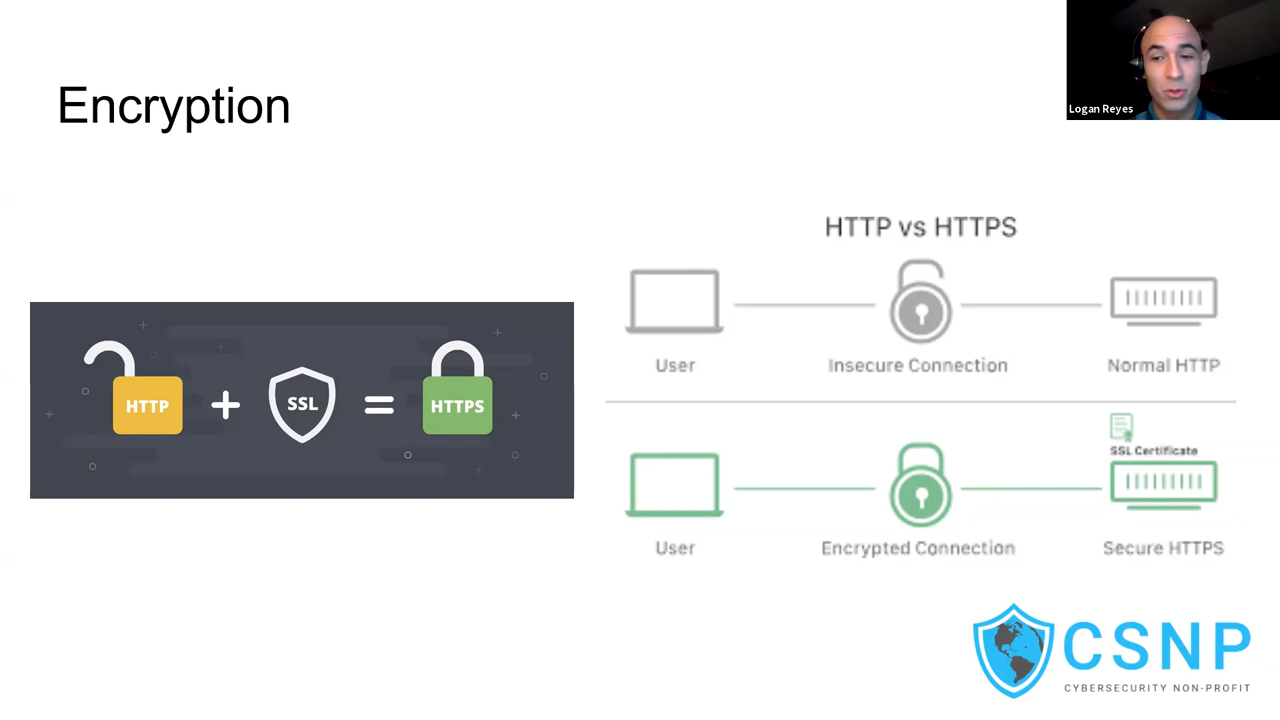 Logan Reyes
Encryption
HTTP + SSL = HTTPS
HTTP vs HTTPS
User
Insecure Connection
Normal HTTP
SSL Certificate
User
Encrypted Connection
Secure HTTPS
CSNP
CYBERSECURITY NON-PROFIT